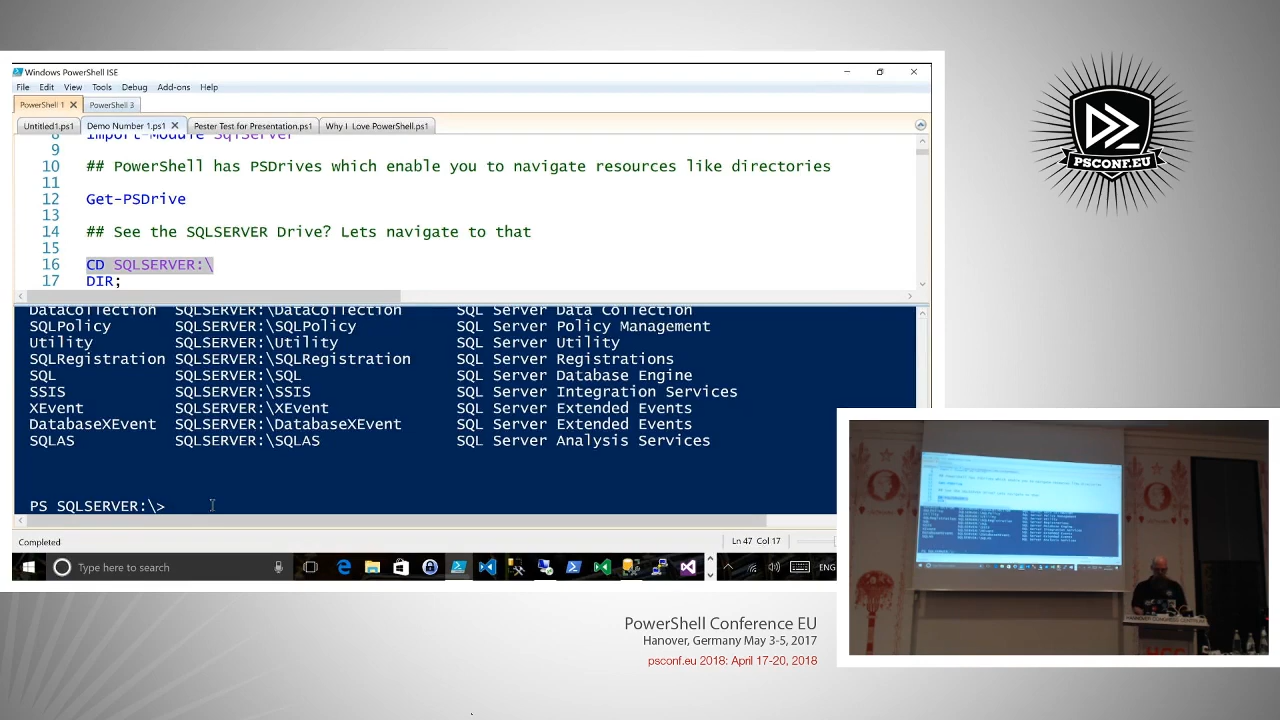 Windows PowerShell ISE
File Edit View Tools Debug Add-ons Help
PowerShell 1 PowerShell 3
Untitled1.ps1 Demo Number 1.ps1 Pester Test for Presentation.ps1 Why I Love PowerShell.ps1
8 Import-Module sqlserver
9
10 ## PowerShell has PSDrives which enable you to navigate resources like directories
11
12 Get-PSDrive
13
14 ## See the SQLSERVER Drive? Lets navigate to that
15
16 CD SQLSERVER:\
17 DIR;
DataCollection SQLSERVER:\DataCollection SQL Server Data Collection
SQLPolicy SQLSERVER:\SQLPolicy SQL Server Policy Management
Utility SQLSERVER:\Utility SQL Server Utility
SQLRegistration SQLSERVER:\SQLRegistration SQL Server Registrations
SQL SQLSERVER:\SQL SQL Server Database Engine
SSIS SQLSERVER:\SSIS SQL Server Integration Services
XEvent SQLSERVER:\XEvent SQL Server Extended Events
DatabaseXEvent SQLSERVER:\DatabaseXEvent SQL Server Extended Events
SQLAS SQLSERVER:\SQLAS SQL Server Analysis Services
PS SQLSERVER:\>
Completed
Ln 47 Col 17
Type here to search
ENG
PSCONF.EU
HANNOVER CONGRESS CENTRUM
HCC
PowerShell Conference EU
Hanover, Germany May 3-5, 2017
psconf.eu 2018: April 17-20, 2018